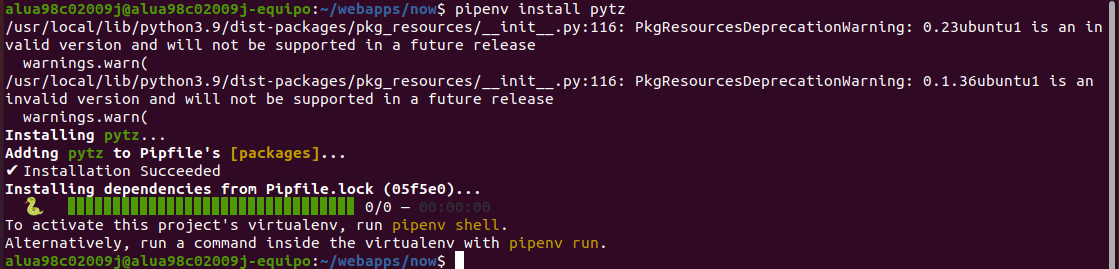 alua98c02009j@alua98c02009j-equipo:~/webapps/now$ pipenv install pytz
/usr/local/lib/python3.9/dist-packages/pkg_resources/__init__.py:116: PkgResourcesDeprecationWarning: 0.23ubuntu1 is an in
valid version and will not be supported in a future release
  warnings.warn(
/usr/local/lib/python3.9/dist-packages/pkg_resources/__init__.py:116: PkgResourcesDeprecationWarning: 0.1.36ubuntu1 is an
invalid version and will not be supported in a future release
  warnings.warn(
Installing pytz...
Adding pytz to Pipfile's [packages]...
✔ Installation Succeeded
Installing dependencies from Pipfile.lock (05f5e0)...
🐍 ▉▉▉▉▉▉▉▉▉▉▉▉▉▉▉▉▉▉▉▉▉▉▉▉▉▉▉▉▉▉▉▉ 0/0 — 00:00:00
To activate this project's virtualenv, run pipenv shell.
Alternatively, run a command inside the virtualenv with pipenv run.
alua98c02009j@alua98c02009j-equipo:~/webapps/now$